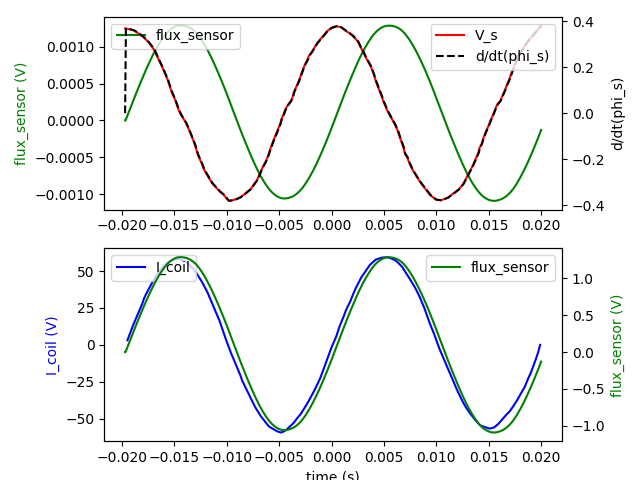 flux_sensor
V_s
d/dt(phi_s)
0.0010
0.0005
0.0000
−0.0005
−0.0010
flux_sensor (V)
0.4
0.2
0.0
−0.2
−0.4
d/dt(phi_s)
−0.020 −0.015 −0.010 −0.005 0.000 0.005 0.010 0.015 0.020
I_coil
flux_sensor
50
25
0
−25
−50
I_coil (V)
1.0
0.5
0.0
−0.5
−1.0
flux_sensor (V)
−0.020 −0.015 −0.010 −0.005 0.000 0.005 0.010 0.015 0.020
time (s)